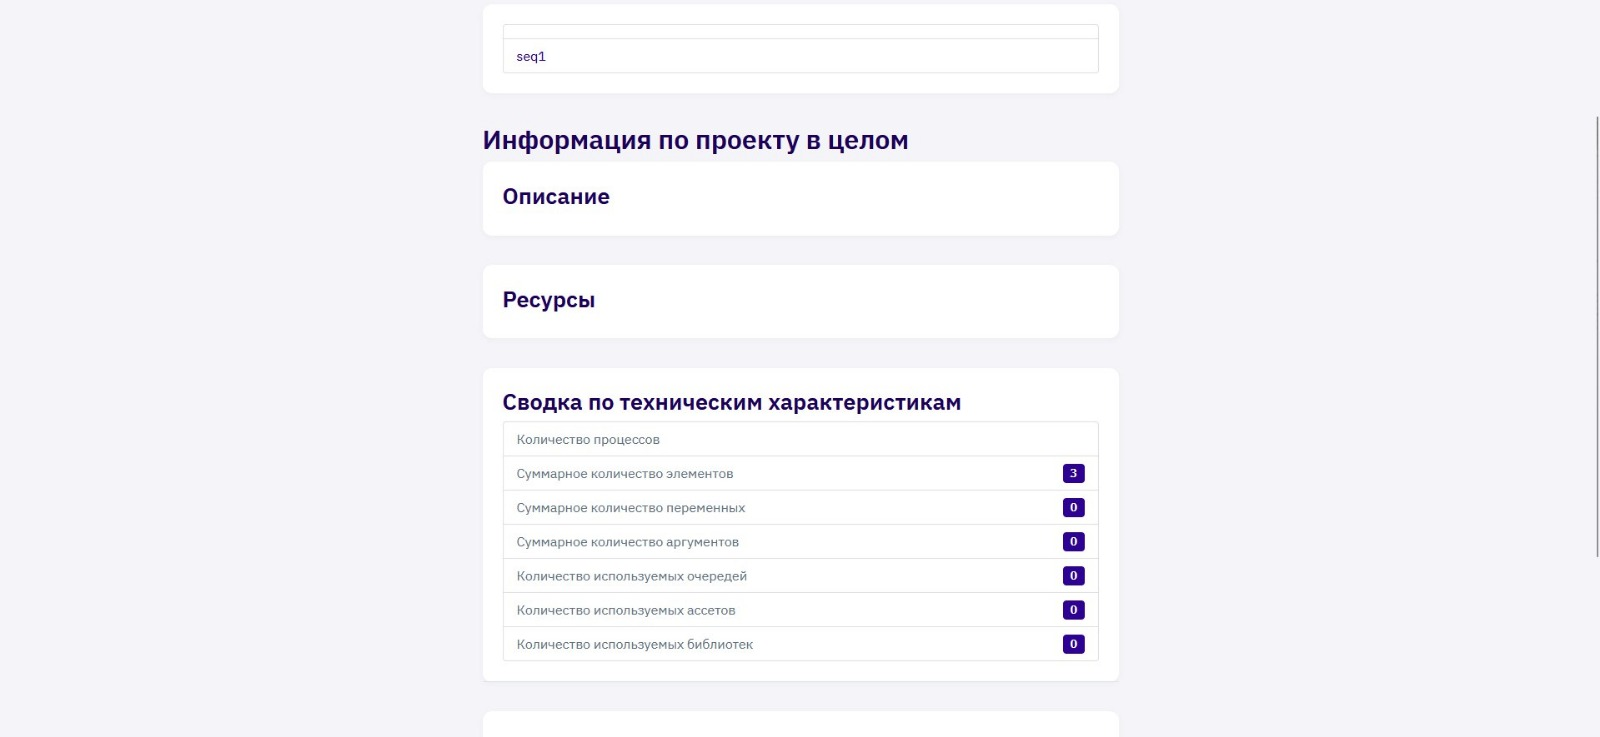 seq1
Информация по проекту в целом
Описание
Ресурсы
Сводка по техническим характеристикам
Количество процессов
Суммарное количество элементов 3
Суммарное количество переменных 0
Суммарное количество аргументов 0
Количество используемых очередей 0
Количество используемых ассетов 0
Количество используемых библиотек 0